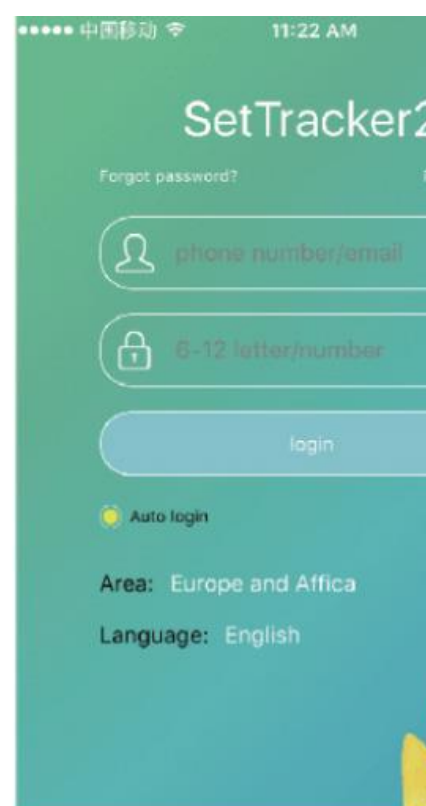 中国移动 11:22 AM
SetTracker2
Forgot password?
phone number/email
6-12 letter/number
login
Auto login
Area: Europe and Affica
Language: English